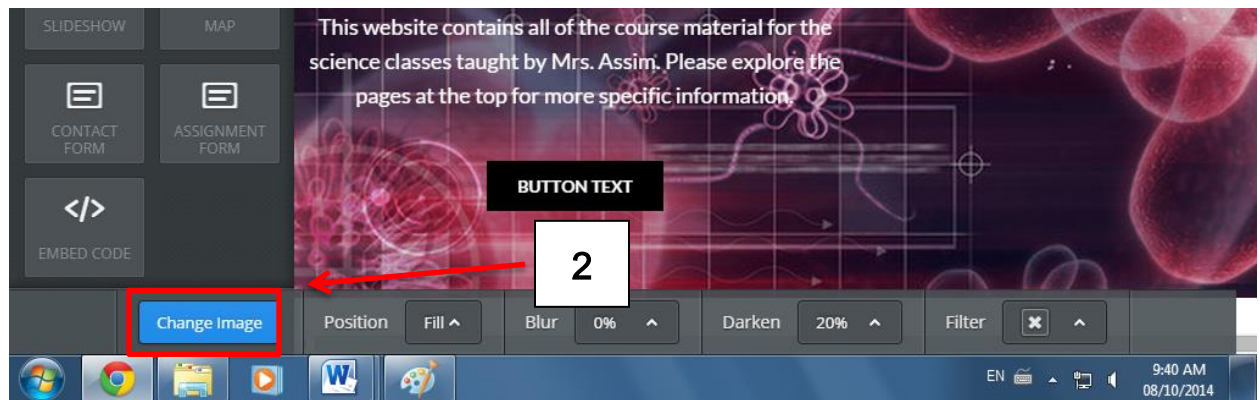 SLIDESHOW
MAP
This website contains all of the course material for the
science classes taught by Mrs. Assim. Please explore the
pages at the top for more specific information.
CONTACT
FORM
ASSIGNMENT
FORM
BUTTON TEXT
</>
EMBED CODE
2
Change Image
Position
Fill
Blur
0%
Darken
20%
Filter
W
EN
9:40 AM
08/10/2014